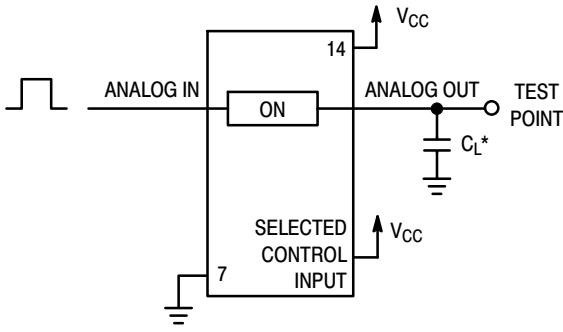 14
VCC
ANALOG IN
ON
ANALOG OUT
TEST
POINT
CL*
SELECTED
CONTROL
INPUT
VCC
7